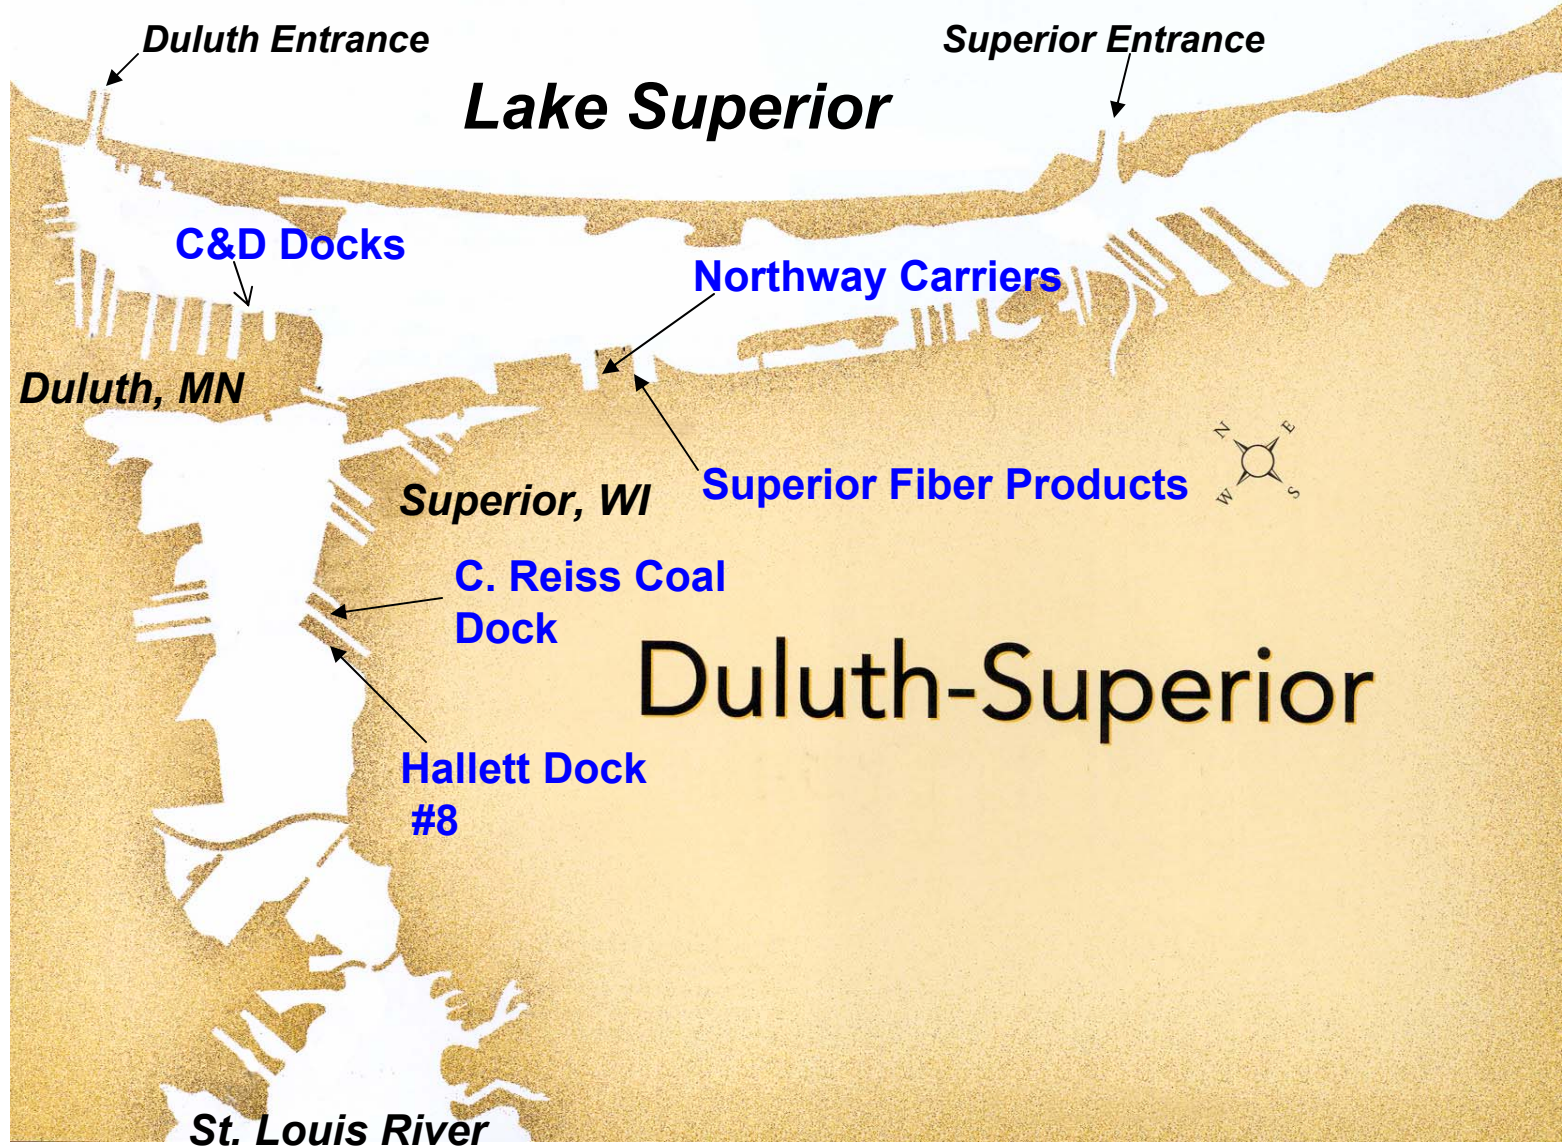 Duluth Entrance
Superior Entrance
Lake Superior
C&D Docks
Northway Carriers
Duluth, MN
N
E
W
S
Superior Fiber Products
Superior, WI
C. Reiss Coal
Dock
Duluth-Superior
Hallett Dock
#8
St. Louis River